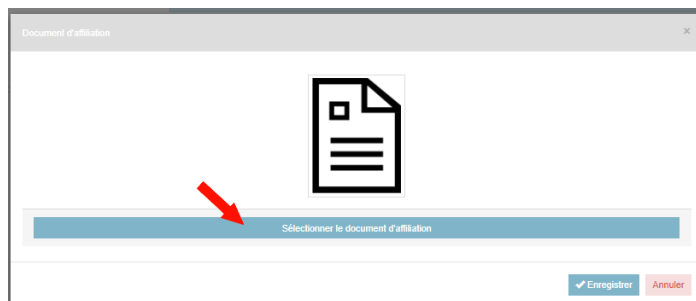 Document d'affiliation
x
Sélectionner le document d'affiliation
Enregistrer Annuler